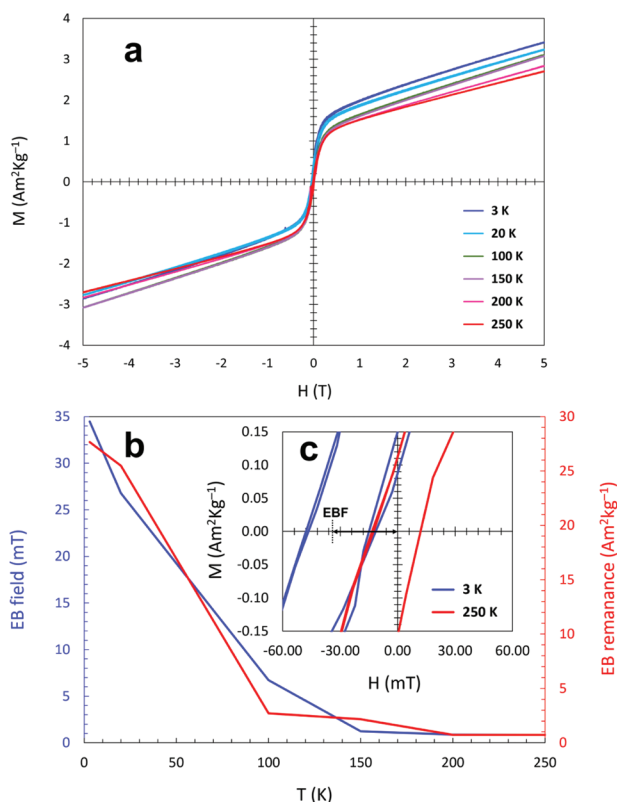 a
4
3
2
1
0
-1
-2
-3
-4
M (Am²Kg⁻¹)
3 K
20 K
100 K
150 K
200 K
250 K
-5 -4 -3 -2 -1 0 1 2 3 4 5
H (T)
b
35
30
25
20
15
10
5
0
EB field (mT)
c
0.15
0.10
0.05
0.00
-0.05
-0.10
-0.15
M (Am²Kg⁻¹)
EBF
3 K
250 K
-60.00 -30.00 0.00 30.00 60.00
H (mT)
30
25
20
15
10
5
0
EB remanance (Am²kg⁻¹)
0 50 100 150 200 250
T (K)